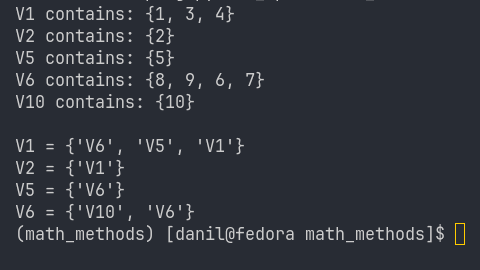 V1 contains: {1, 3, 4}
V2 contains: {2}
V5 contains: {5}
V6 contains: {8, 9, 6, 7}
V10 contains: {10}
V1 = {'V6', 'V5', 'V1'}
V2 = {'V1'}
V5 = {'V6'}
V6 = {'V10', 'V6'}
(math_methods) [danil@fedora math_methods]$